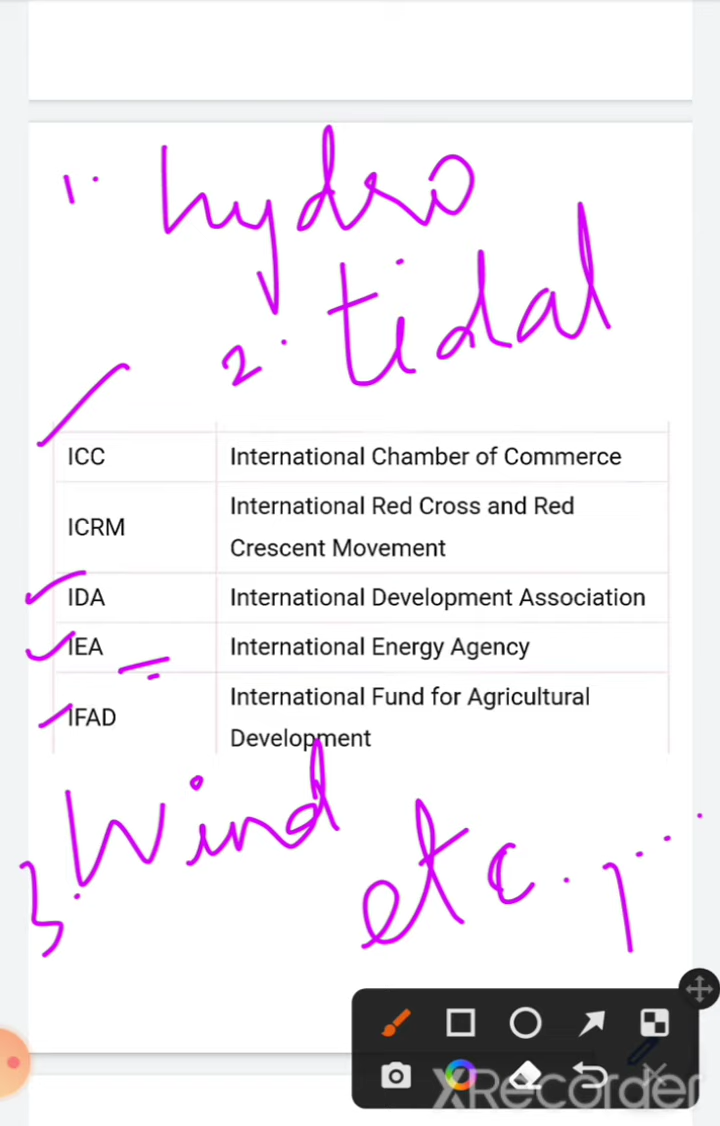 1. hydro
2. tidal
ICC International Chamber of Commerce
ICRM International Red Cross and Red
Crescent Movement
IDA International Development Association
IEA International Energy Agency
IFAD International Fund for Agricultural
Development
3. Wind
etc., ...
XRecorder